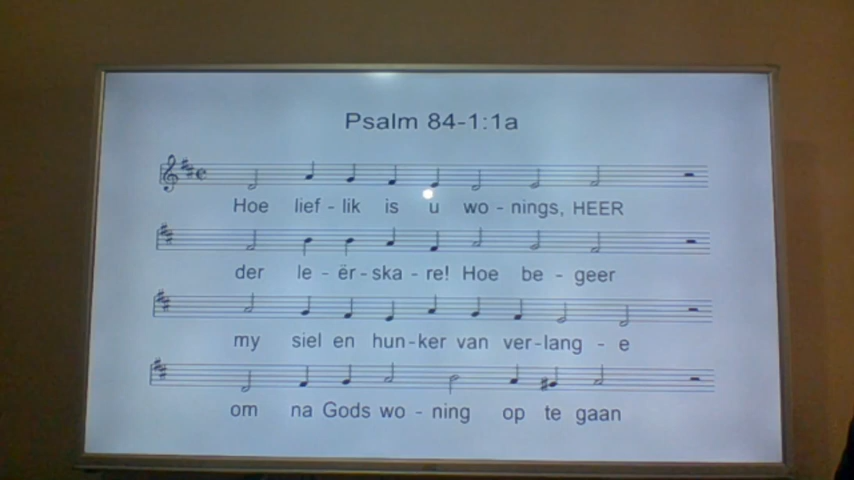 Psalm 84-1:1a
Hoe lief - lik is u wo - nings, HEER
der le - ër - ska - re! Hoe be - geer
my siel en hun - ker van ver - lang - e
om na Gods wo - ning op te gaan